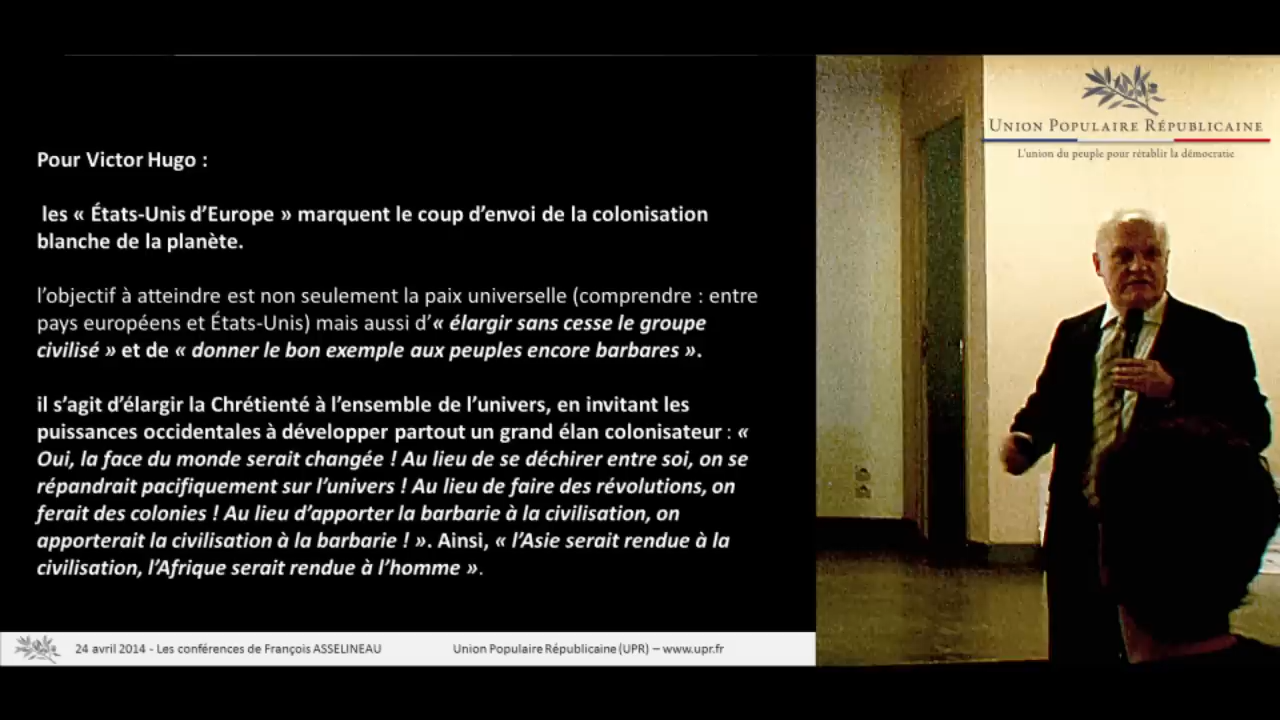 Pour Victor Hugo :
les « États-Unis d’Europe » marquent le coup d’envoi de la colonisation
blanche de la planète.
l’objectif à atteindre est non seulement la paix universelle (comprendre : entre
pays européens et États-Unis) mais aussi d’« élargir sans cesse le groupe
civilisé » et de « donner le bon exemple aux peuples encore barbares ».
il s’agit d’élargir la Chrétienté à l’ensemble de l’univers, en invitant les
puissances occidentales à développer partout un grand élan colonisateur : «
Oui, la face du monde serait changée ! Au lieu de se déchirer entre soi, on se
répandrait pacifiquement sur l’univers ! Au lieu de faire des révolutions, on
ferait des colonies ! Au lieu d’apporter la barbarie à la civilisation, on
apporterait la civilisation à la barbarie ! ». Ainsi, « l’Asie serait rendue à la
civilisation, l’Afrique serait rendue à l’homme ».
24 avril 2014 - Les conférences de François ASSELINEAU
Union Populaire Républicaine (UPR) – www.upr.fr
UNION POPULAIRE RÉPUBLICAINE
L’union du peuple pour rétablir la démocratie